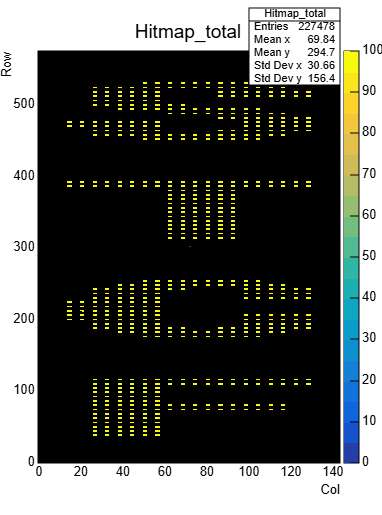 Hitmap_total
Hitmap_total
Entries 227478
Mean x 69.84
Mean y 294.7
Std Dev x 30.66
Std Dev y 156.4
Row
500
400
300
200
100
0
0 20 40 60 80 100 120 140
Col
100
90
80
70
60
50
40
30
20
10
0